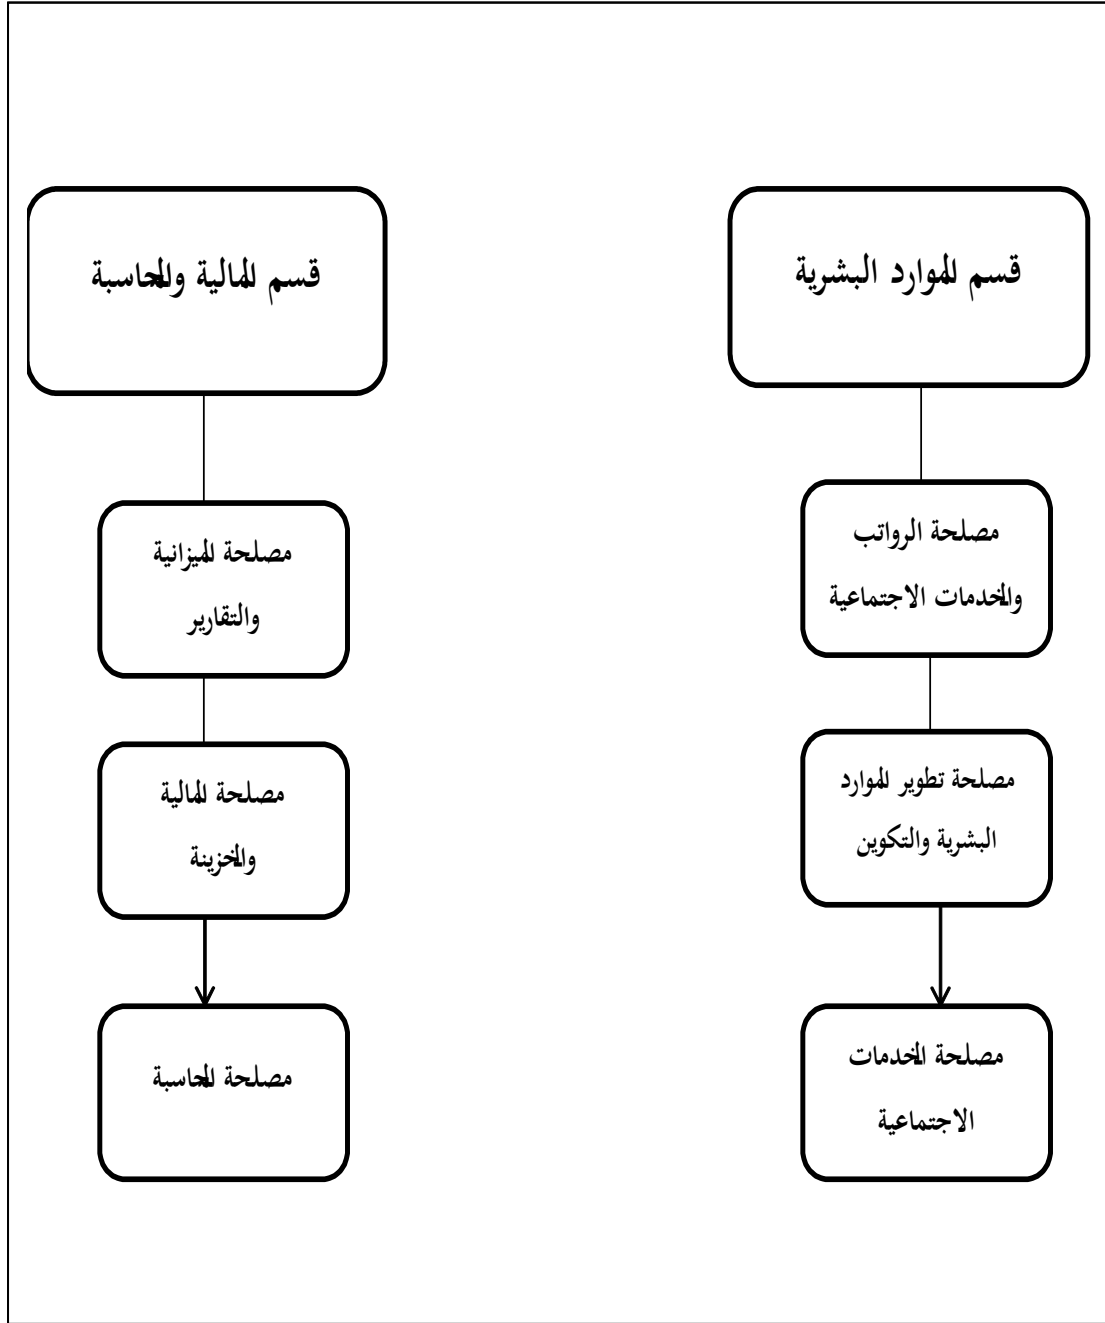 قسم الموارد البشرية
قسم المالية والمحاسبة
مصلحة الرواتب
والخدمات الاجتماعية
مصلحة الميزانية
والتقارير
مصلحة تطوير الموارد
البشرية والتكوين
مصلحة المالية
والخزينة
مصلحة الخدمات
الاجتماعية
مصلحة المحاسبة